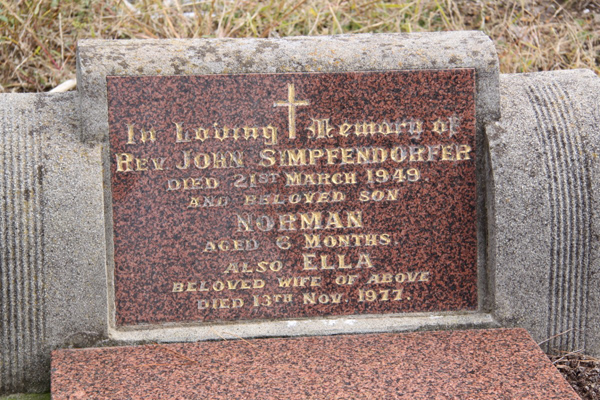 In Loving Memory of
REV. JOHN SIMPFENDORFER
DIED 21ST MARCH 1949.
AND BELOVED SON
NORMAN
AGED 6 MONTHS.
ALSO ELLA
BELOVED WIFE OF ABOVE
DIED 13TH NOV. 1977.